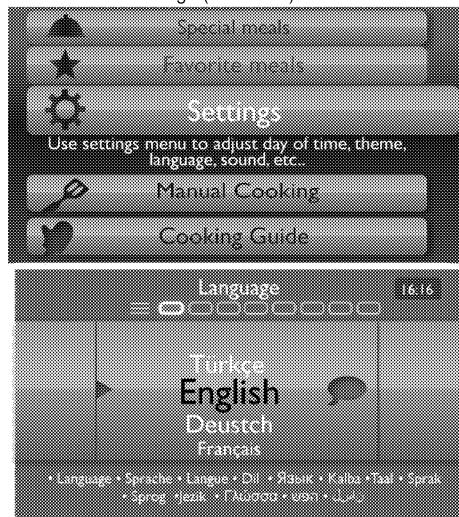 Special meals
Favorite meals
Settings
Use settings menu to adjust day of time, theme,
language, sound, etc..
Manual Cooking
Cooking Guide
Language
16:16
Türkçe
English
Deustch
Français
• Language • Sprache • Langue • Dil • Язык • Kalba •Taal • Sprak
• Sprog •Jezik • Γλώσσα • שפה •